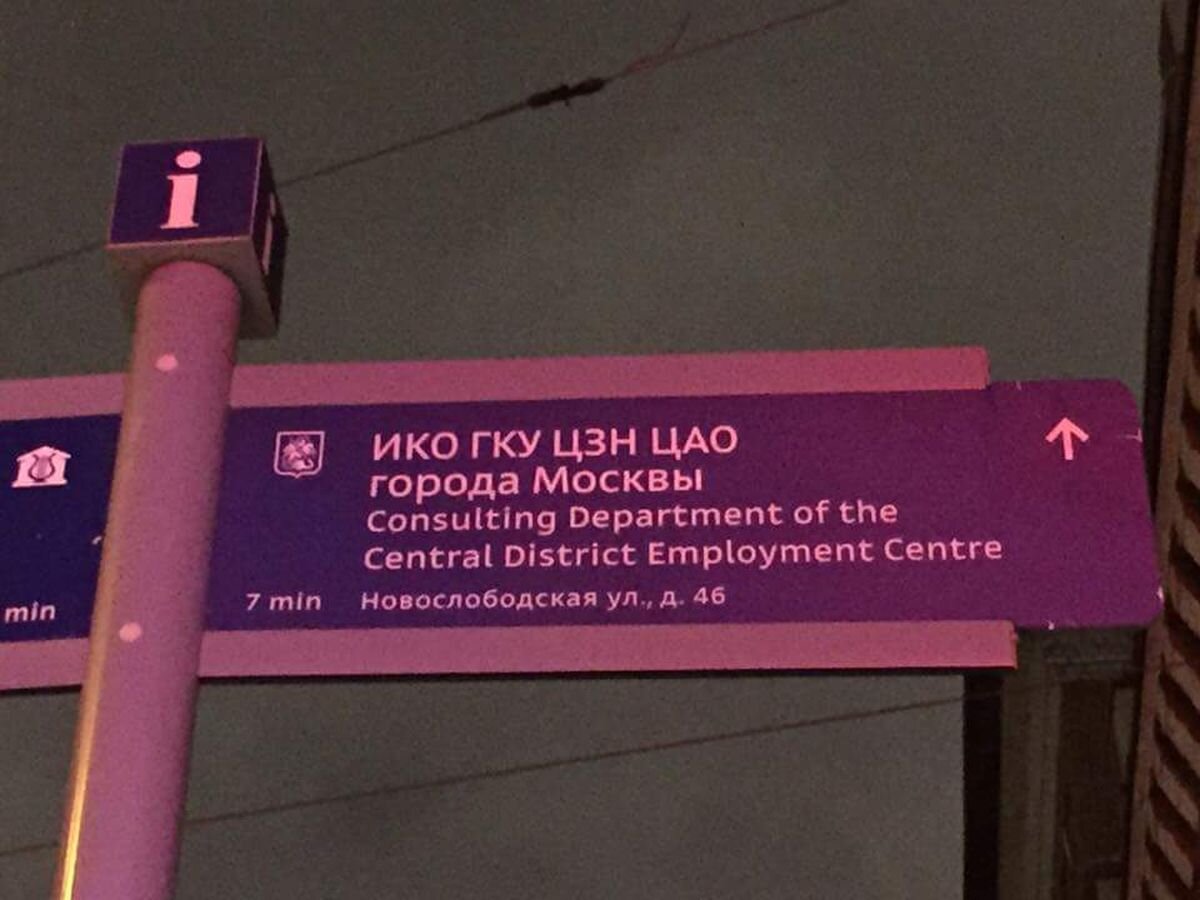 i
ИКО ГКУ ЦЗН ЦАО
города Москвы
Consulting Department of the
Central District Employment Centre
min
7 min Новослободская ул., д. 46